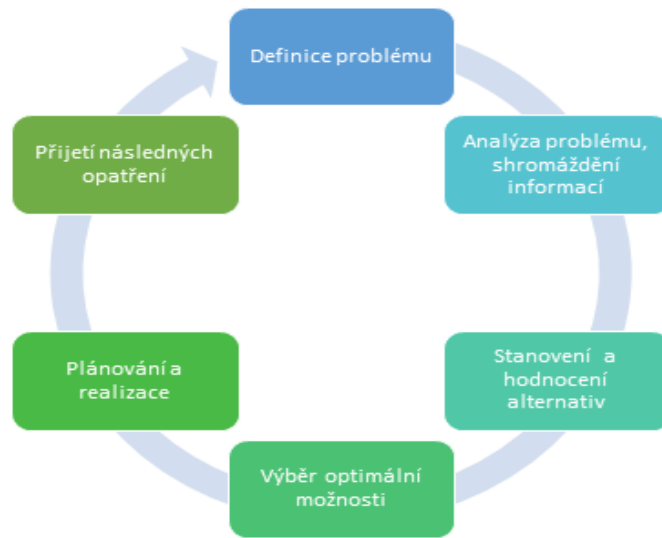 Definice problému
Analýza problému,
shromáždění
informací
Stanovení a
hodnocení
alternativ
Výběr optimální
možnosti
Plánování a
realizace
Přijetí následných
opatření